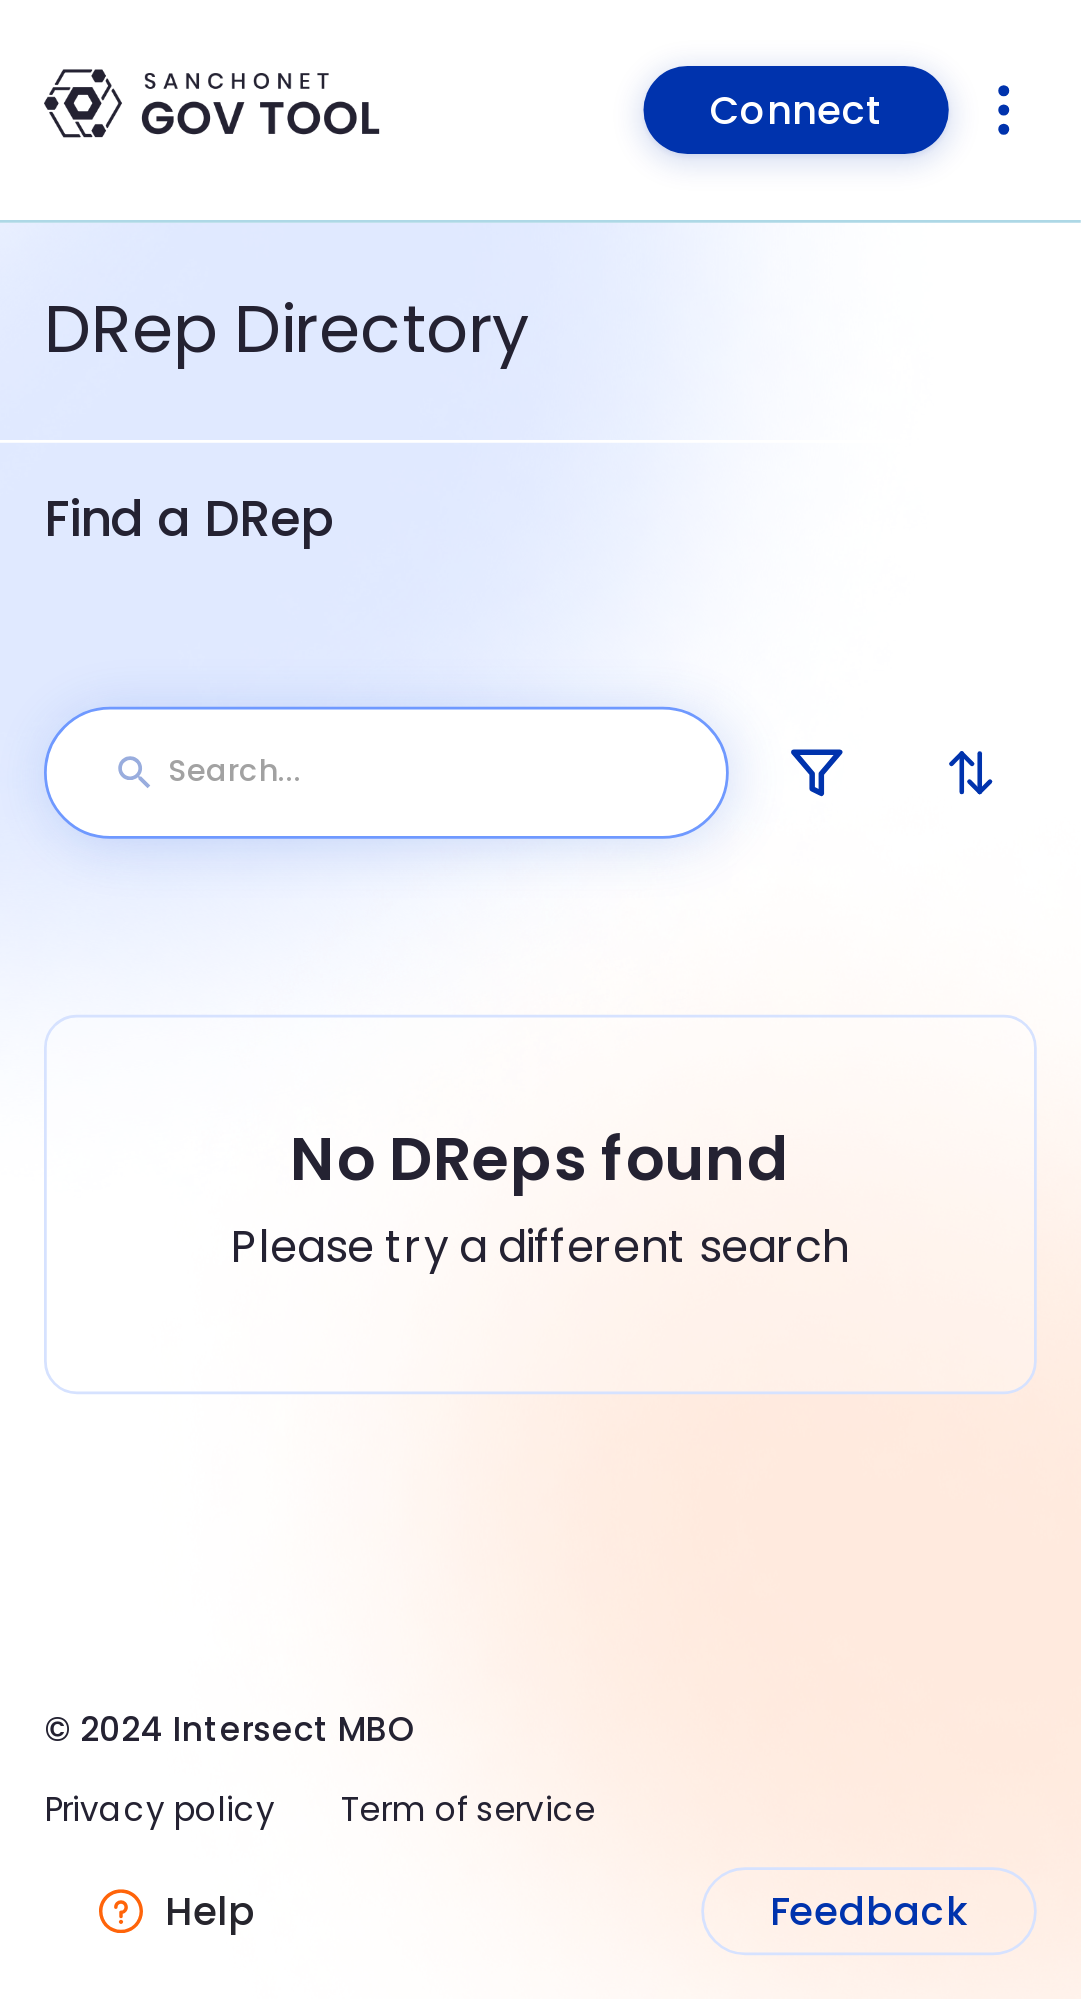 SANCHONET
GOV TOOL
Connect
DRep Directory
Find a DRep
Search...
No DReps found
Please try a different search
© 2024 Intersect MBO
Privacy policy
Term of service
Help
Feedback